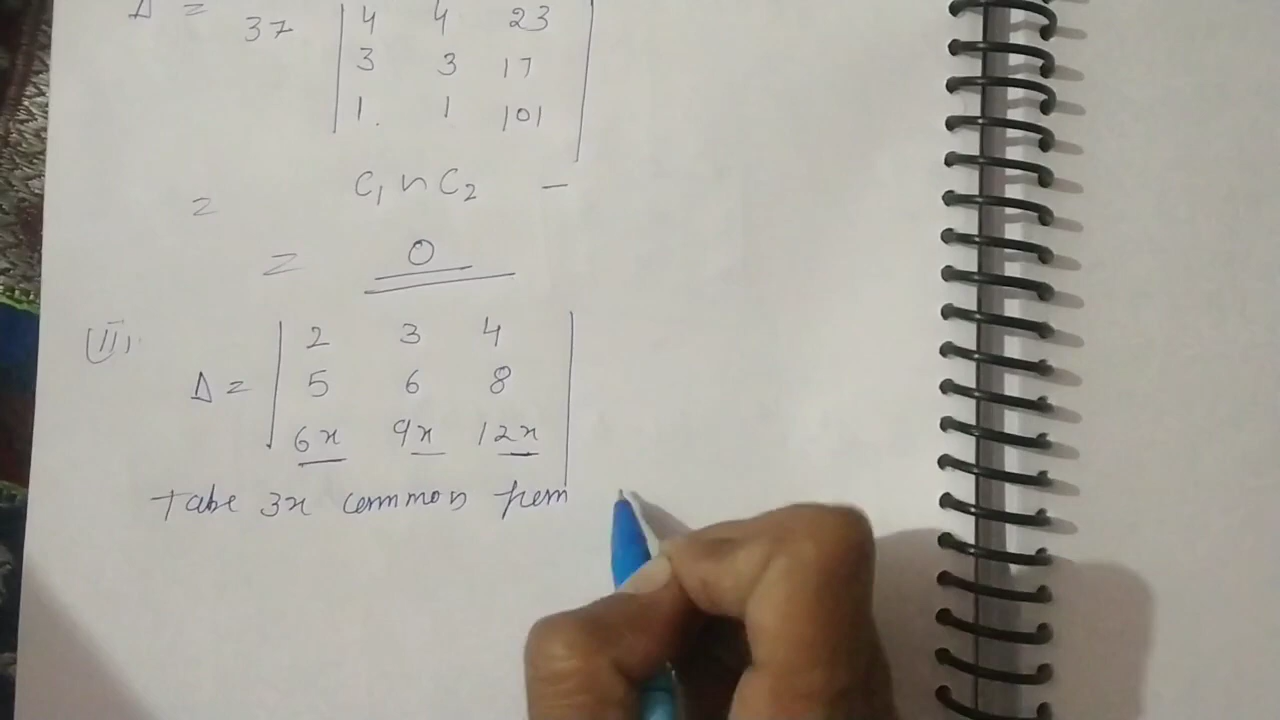 Δ = 37 | 4 4 23 |
| 3 3 17 |
| 1 1 101 |
= C₁ n C₂ –
= 0
(II).
| 2 3 4 |
Δ = | 5 6 8 |
| 6x 9x 12x |
Take 3x common from